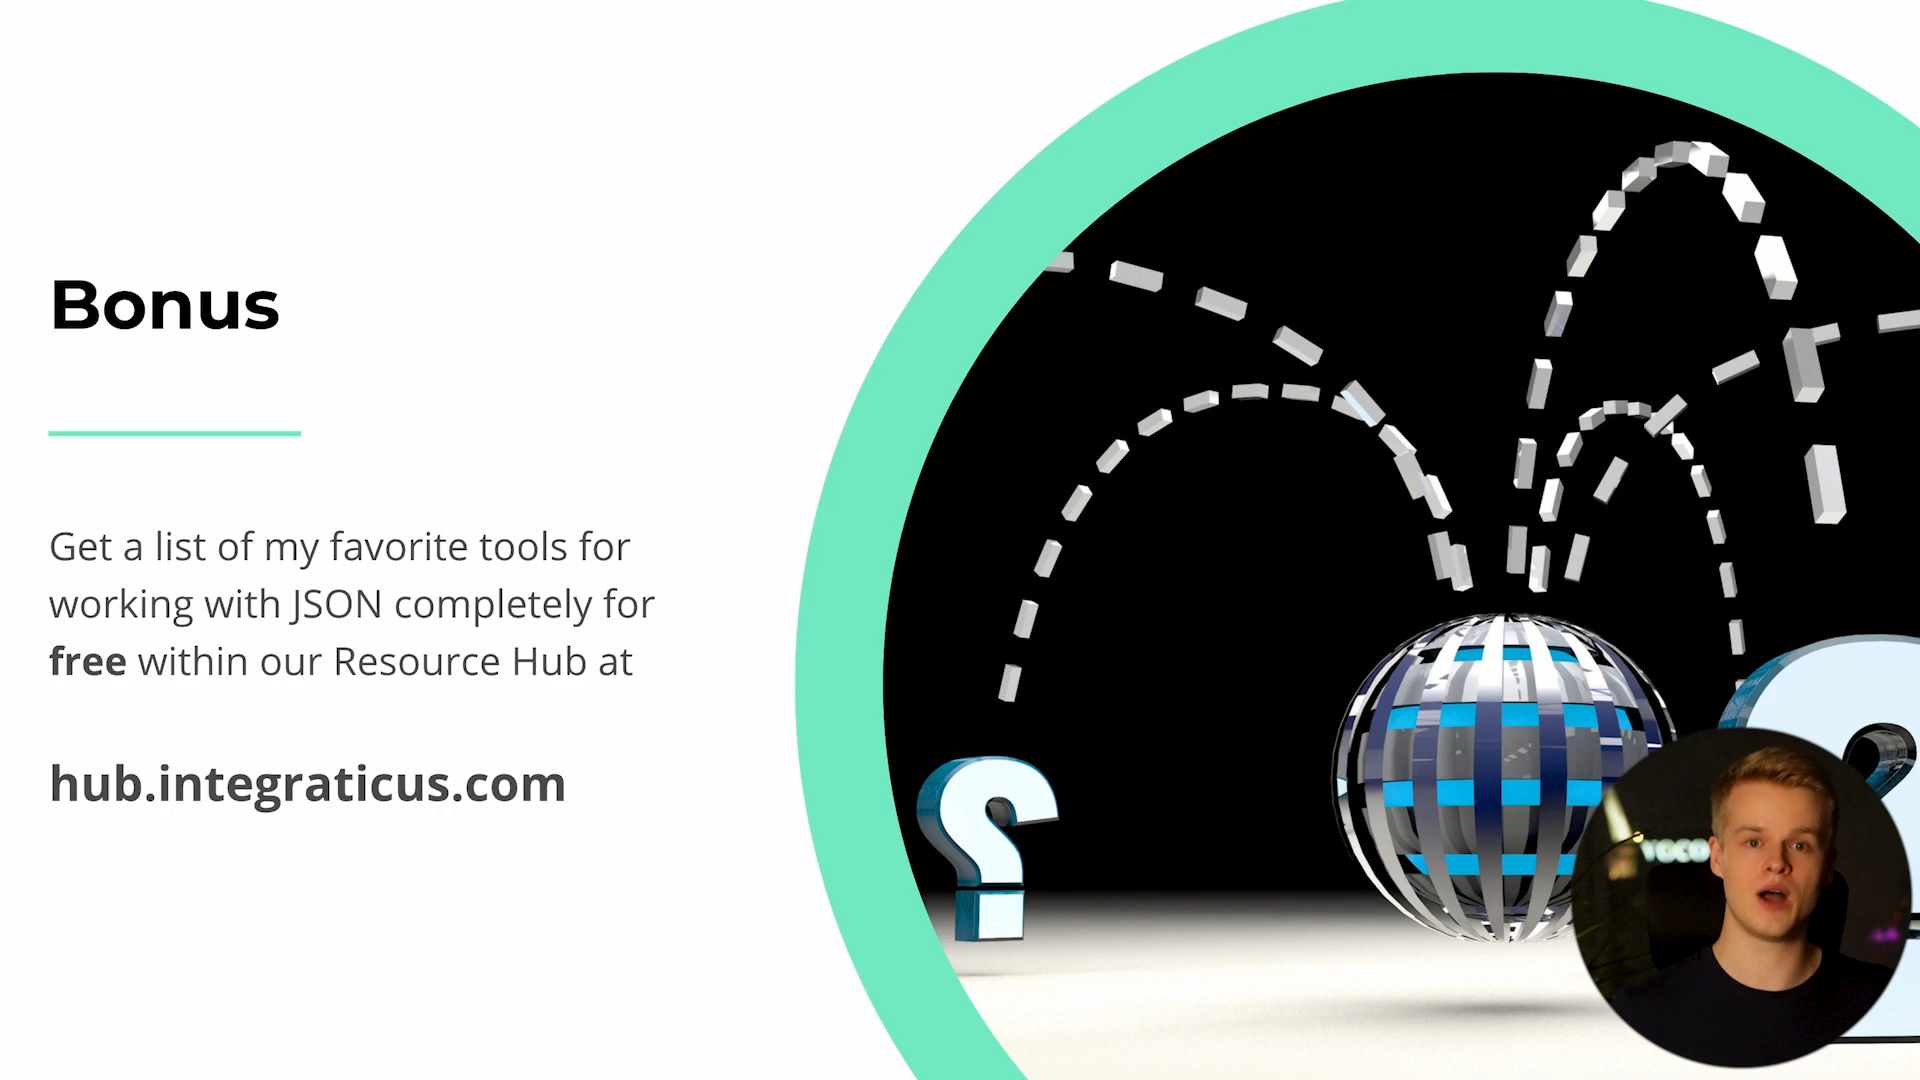 Bonus
Get a list of my favorite tools for
working with JSON completely for
free within our Resource Hub at
hub.integraticus.com